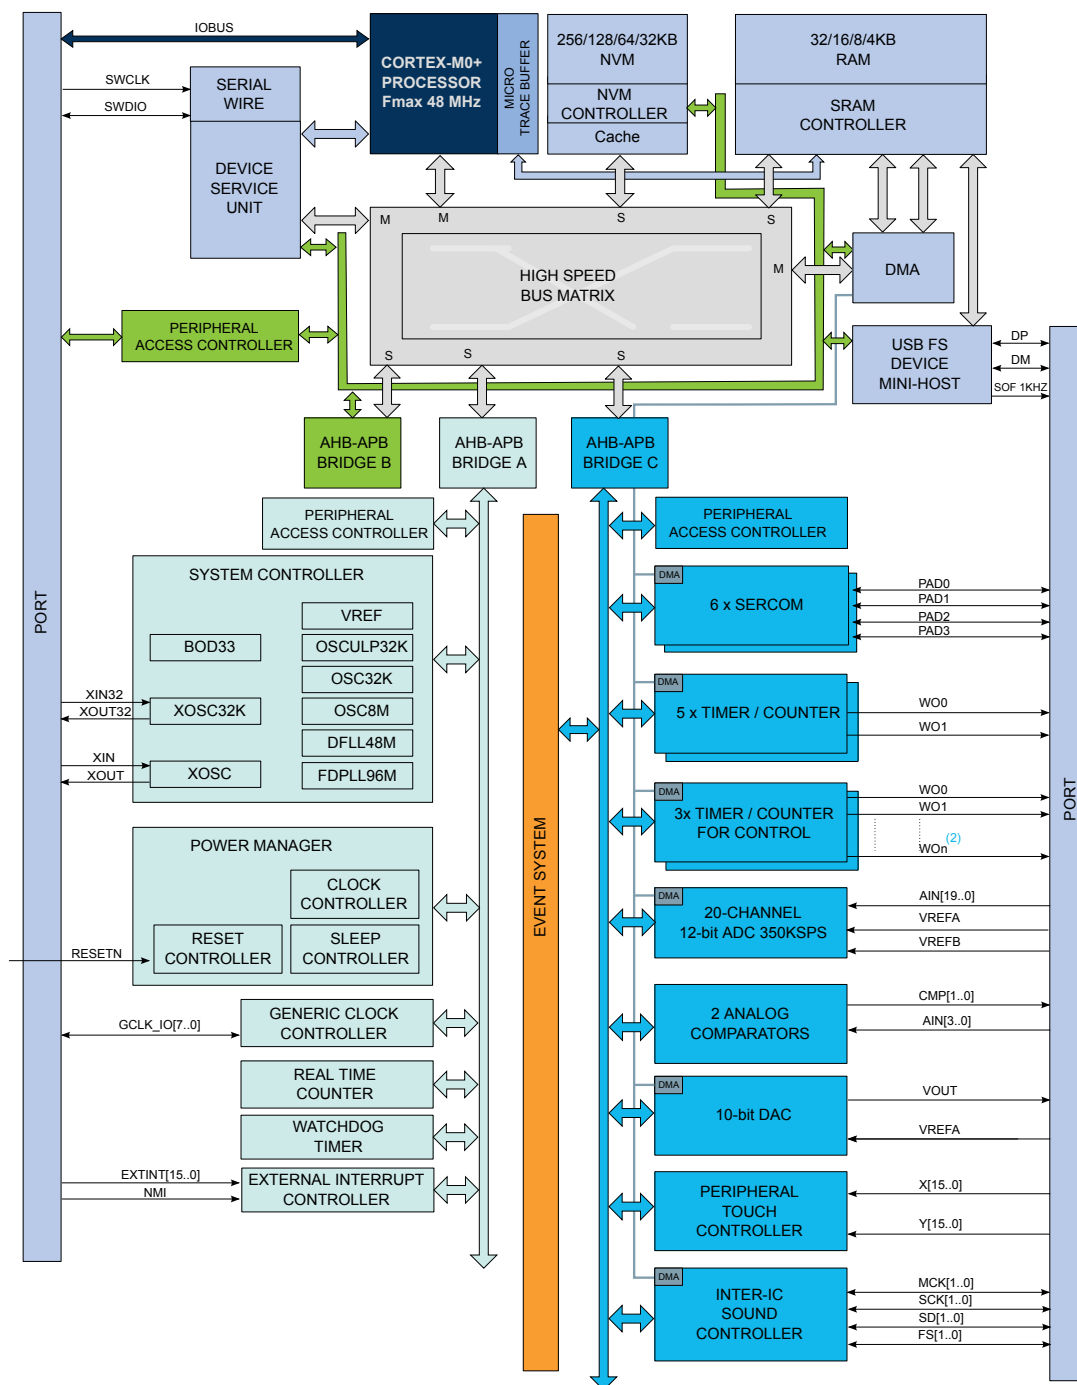 IOBUS
CORTEX-M0+
PROCESSOR
Fmax 48 MHz
MICRO
TRACE BUFFER
256/128/64/32KB
NVM
NVM
CONTROLLER
Cache
32/16/8/4KB
RAM
SRAM
CONTROLLER
SWCLK
SWDIO
SERIAL
WIRE
DEVICE
SERVICE
UNIT
M
M
S
S
HIGH SPEED
BUS MATRIX
M
DMA
PERIPHERAL
ACCESS CONTROLLER
S
S
S
USB FS
DEVICE
MINI-HOST
DP
DM
SOF 1KHZ
AHB-APB
BRIDGE B
AHB-APB
BRIDGE A
AHB-APB
BRIDGE C
PERIPHERAL
ACCESS CONTROLLER
PERIPHERAL
ACCESS CONTROLLER
PORT
SYSTEM CONTROLLER
VREF
BOD33
OSCULP32K
OSC32K
XIN32
XOUT32
XOSC32K
OSC8M
DFLL48M
XIN
XOUT
XOSC
FDPLL96M
POWER MANAGER
CLOCK
CONTROLLER
RESETN
RESET
CONTROLLER
SLEEP
CONTROLLER
GCLK_IO[7..0]
GENERIC CLOCK
CONTROLLER
REAL TIME
COUNTER
WATCHDOG
TIMER
EXTINT[15..0]
NMI
EXTERNAL INTERRUPT
CONTROLLER
EVENT SYSTEM
DMA
6 x SERCOM
PAD0
PAD1
PAD2
PAD3
DMA
5 x TIMER / COUNTER
WO0
WO1
DMA
3x TIMER / COUNTER
FOR CONTROL
WO0
WO1
(2)
WOn
PORT
DMA
20-CHANNEL
12-bit ADC 350KSPS
AIN[19..0]
VREFA
VREFB
2 ANALOG
COMPARATORS
CMP[1..0]
AIN[3..0]
DMA
10-bit DAC
VOUT
VREFA
PERIPHERAL
TOUCH
CONTROLLER
X[15..0]
Y[15..0]
DMA
INTER-IC
SOUND
CONTROLLER
MCK[1..0]
SCK[1..0]
SD[1..0]
FS[1..0]